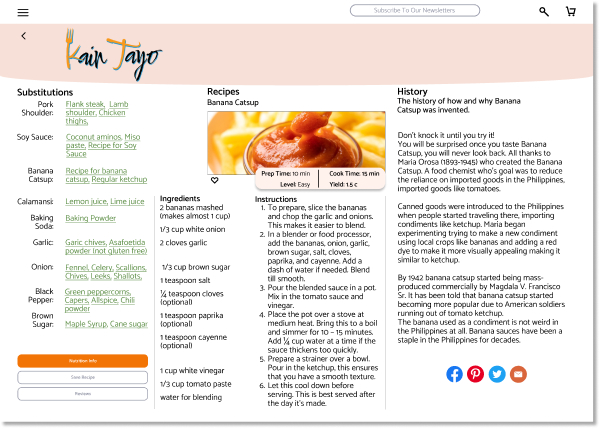 Subscribe To Our Newsletters
Kain Tayo
Substitutions
Pork Shoulder:
Flank steak, Lamb
shoulder, Chicken
thighs,
Soy Sauce:
Coconut aminos, Miso
paste, Recipe for Soy
Sauce
Banana
Catsup:
Recipe for banana
catsup, Regular ketchup
Calamansi:
Lemon juice, Lime juice
Baking
Soda:
Baking Powder
Garlic:
Garic chives, Asafoetida
powder (not gluten free)
Onion:
Fennel, Celery, Scallions,
Chives, Leeks, Shallots,
Black
Pepper:
Green peppercorns,
Capers, Allspice, Chili
powder
Brown
Sugar:
Maple Syrup, Cane sugar
Nutrition Info
Save Recipe
Recipes
Recipes
Banana Catsup
Prep Time: 10 min
Cook Time: 15 min
Level: Easy
Yield: 1.5 c
Ingredients
2 bananas mashed
(makes almost 1 cup)
1/3 cup white onion
2 cloves garlic
1/3 cup brown sugar
1 teaspoon salt
¼ teaspoon cloves
(optional)
1 teaspoon paprika
(optional)
1 teaspoon cayenne
(optional)
1 cup white vinegar
1/3 cup tomato paste
water for blending
Instructions
1. To prepare, slice the bananas
and chop the garlic and onions.
This makes it easier to blend.
2. In a blender or food processor,
add the bananas, onion, garlic,
brown sugar, salt, cloves,
paprika, and cayenne. Add a
dash of water if needed. Blend
till smooth.
3. Pour the blended sauce in a pot.
Mix in the tomato sauce and
vinegar.
4. Place the pot over a stove at
medium heat. Bring this to a boil
and simmer for 10 – 15 minutes.
Add ¼ cup water at a time if the
sauce thickens too quickly.
5. Prepare a strainer over a bowl.
Pour in the ketchup, this ensures
that you have a smooth texture.
6. Let this cool down before
serving. This is best served after
the day it's made.
History
The history of how and why Banana
Catsup was invented.
Don't knock it until you try it!
You will be surprised once you taste Banana
Catsup, you will never look back. All thanks to
Maria Orosa (1893-1945) who created the Banana
Catsup. A food chemist who's goal was to reduce
the reliance on imported goods in the Philippines,
imported goods like tomatoes.
Canned goods were introduced to the Philippines
when people started traveling there, importing
condiments like ketchup. Maria began
experimenting trying to make a new condiment
using local crops like bananas and adding a red
dye to make it more visually appealing making it
similar to ketchup.
By 1942 banana catsup started being mass-
produced commercially by Magdala V. Francisco
Sr. It has been told that banana catsup started
becoming more popular due to American soldiers
running out of tomato ketchup.
The banana used as a condiment is not weird in
the Philippines at all. Banana sauces have been a
staple in the Philippines for decades.